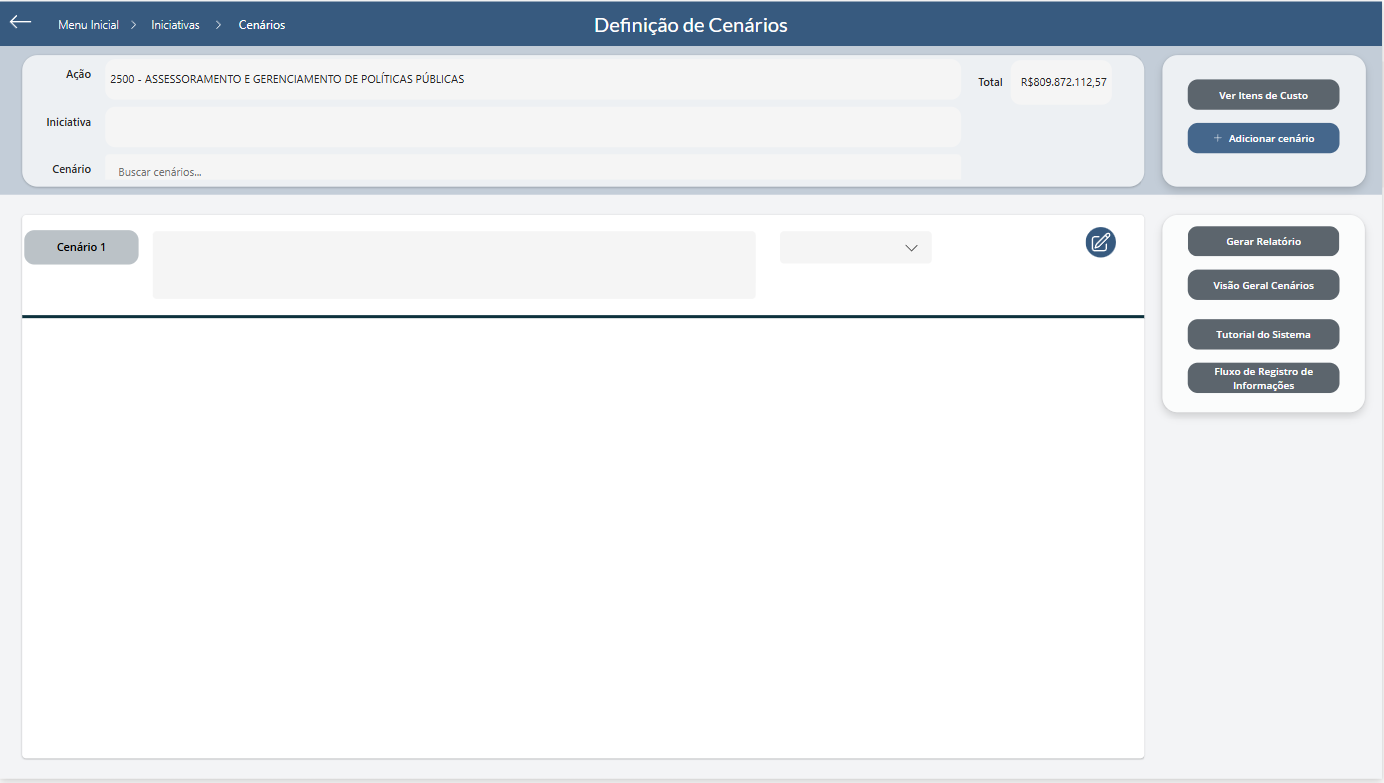 Menu Inicial > Iniciativas > Cenários
Definição de Cenários
Ação
2500 - ASSESSORAMENTO E GERENCIAMENTO DE POLÍTICAS PÚBLICAS
Total
R$809.872.112,57
Iniciativa
Cenário
Buscar cenários...
Ver Itens de Custo
+ Adicionar cenário
Cenário 1
Gerar Relatório
Visão Geral Cenários
Tutorial do Sistema
Fluxo de Registro de
Informações